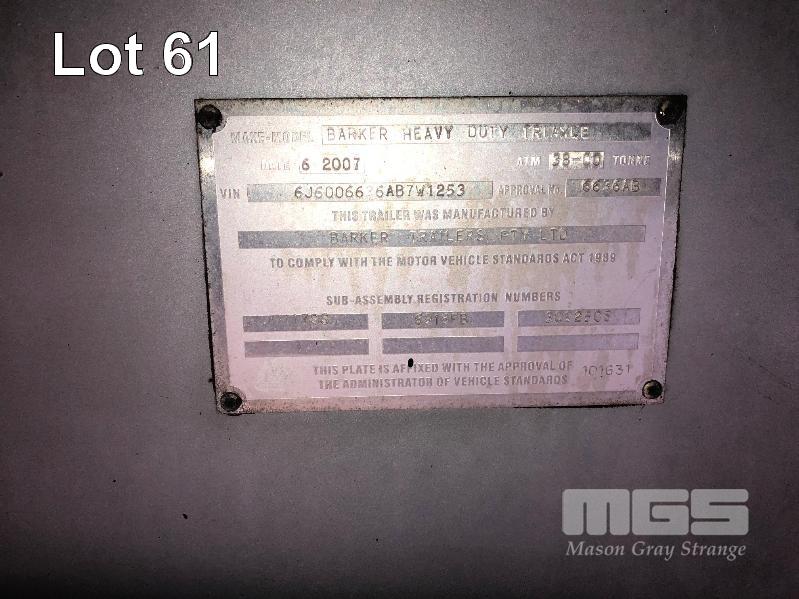 Lot 61
MAKE-MODEL BARKER HEAVY DUTY TRIAXLE
DATE 6 2007 ATM 38-00 TONNE
VIN 6J6006636AB7W1253 APPROVAL No. 6636AB
THIS TRAILER WAS MANUFACTURED BY
BARKER TRAILERS PTY LTD
TO COMPLY WITH THE MOTOR VEHICLE STANDARDS ACT 1989
SUB-ASSEMBLY REGISTRATION NUMBERS
THIS PLATE IS AFFIXED WITH THE APPROVAL OF 101631
THE ADMINISTRATOR OF VEHICLE STANDARDS
MGS
Mason Gray Strange